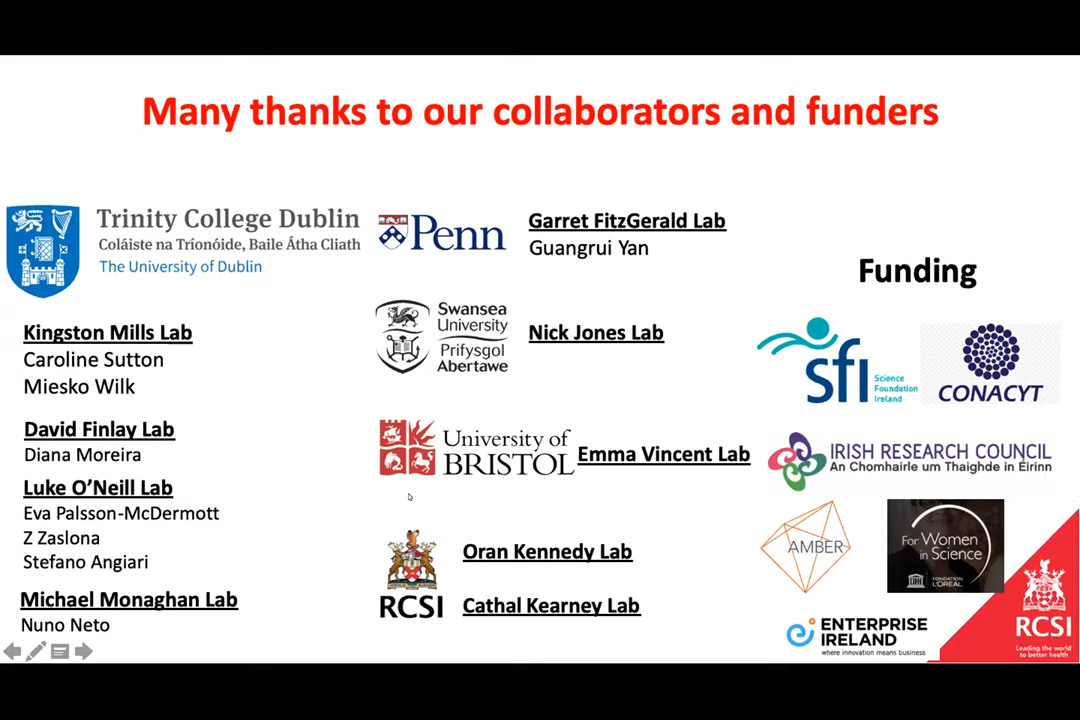 Many thanks to our collaborators and funders
Trinity College Dublin
Coláiste na Tríonóide, Baile Átha Cliath
The University of Dublin
Kingston Mills Lab
Caroline Sutton
Miesko Wilk
David Finlay Lab
Diana Moreira
Luke O’Neill Lab
Eva Palsson-McDermott
Z Zaslona
Stefano Angiari
Michael Monaghan Lab
Nuno Neto
Penn
Garret FitzGerald Lab
Guangrui Yan
Swansea
University
Prifysgol
Abertawe
Nick Jones Lab
University of
BRISTOL
Emma Vincent Lab
RCSI
Oran Kennedy Lab
Cathal Kearney Lab
Funding
sfi
Science
Foundation
Ireland
CONACYT
IRISH RESEARCH COUNCIL
An Chomhairle um Thaighde in Éirinn
AMBER
For Women
in Science
FONDATION
L'ORÉAL
ENTERPRISE
IRELAND
where innovation means business
RCSI
Leading the world
to better health